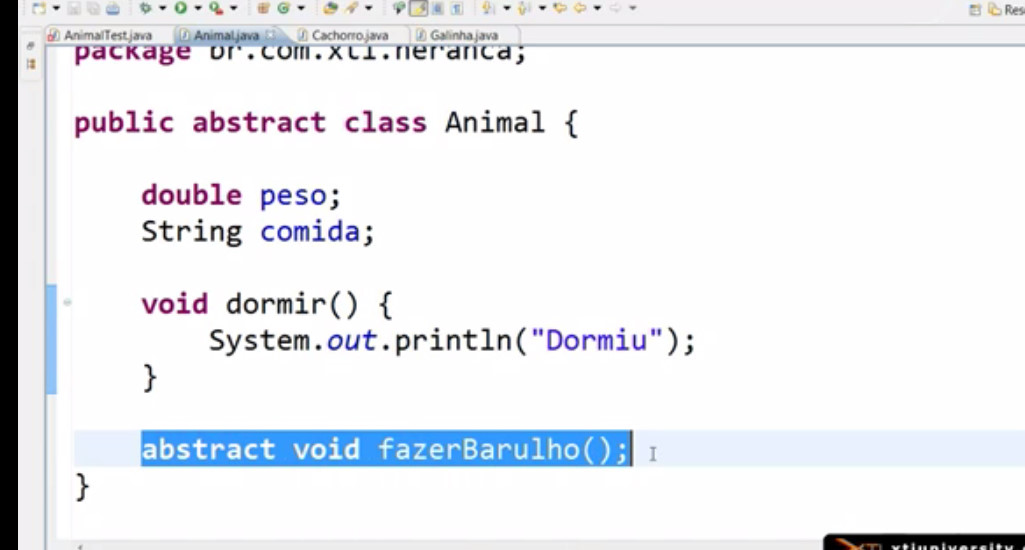 Res
AnimalTest.java Animal.java Cachorro.java Galinha.java
package br.com.xti.heranca;
public abstract class Animal {
double peso;
String comida;
void dormir() {
System.out.println("Dormiu");
}
abstract void fazerBarulho();
}
xtiuniversity